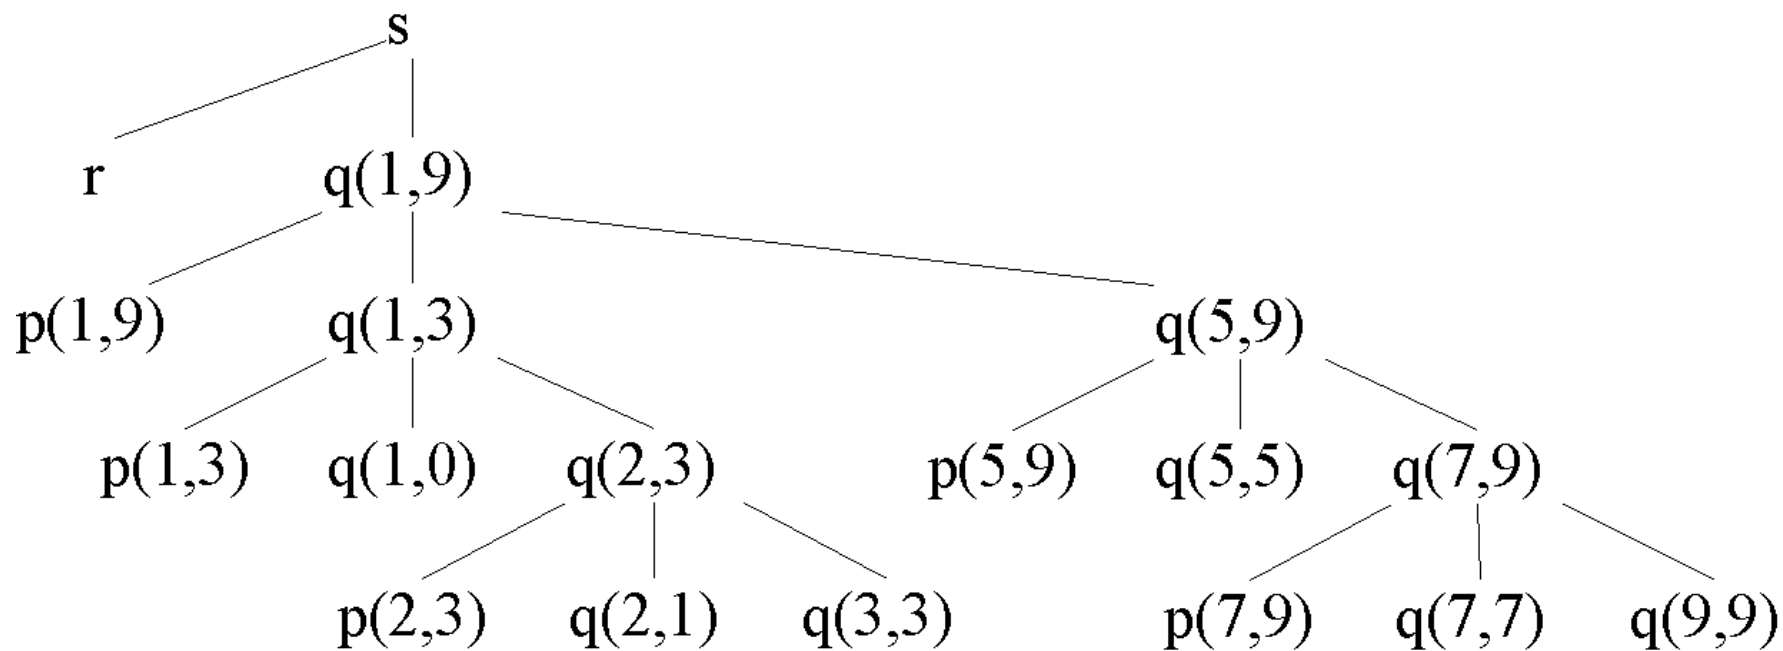 s
r q(1,9)
p(1,9) q(1,3) q(5,9)
p(1,3) q(1,0) q(2,3) p(5,9) q(5,5) q(7,9)
p(2,3) q(2,1) q(3,3) p(7,9) q(7,7) q(9,9)